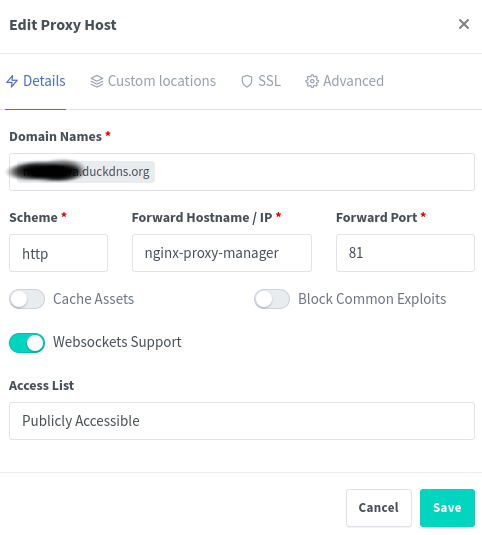 Edit Proxy Host
Details Custom locations SSL Advanced
Domain Names *
.duckdns.org
Scheme * Forward Hostname / IP * Forward Port *
http nginx-proxy-manager 81
Cache Assets Block Common Exploits
Websockets Support
Access List
Publicly Accessible
Cancel Save